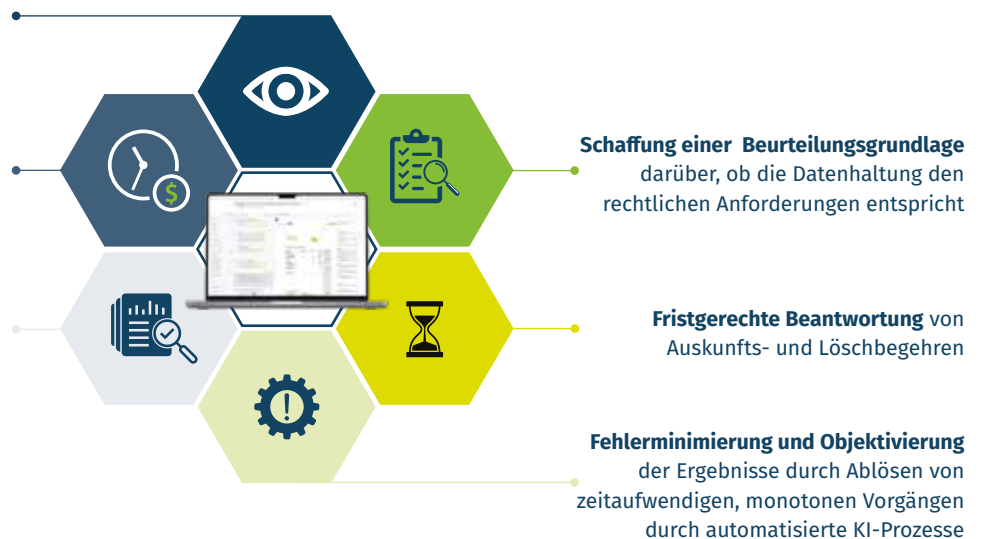 Schaffung einer Beurteilungsgrundlage
darüber, ob die Datenhaltung den
rechtlichen Anforderungen entspricht
Fristgerechte Beantwortung von
Auskunfts- und Löschbegehren
Fehlerminimierung und Objektivierung
der Ergebnisse durch Ablösen von
zeitaufwendigen, monotonen Vorgängen
durch automatisierte KI-Prozesse
$
!